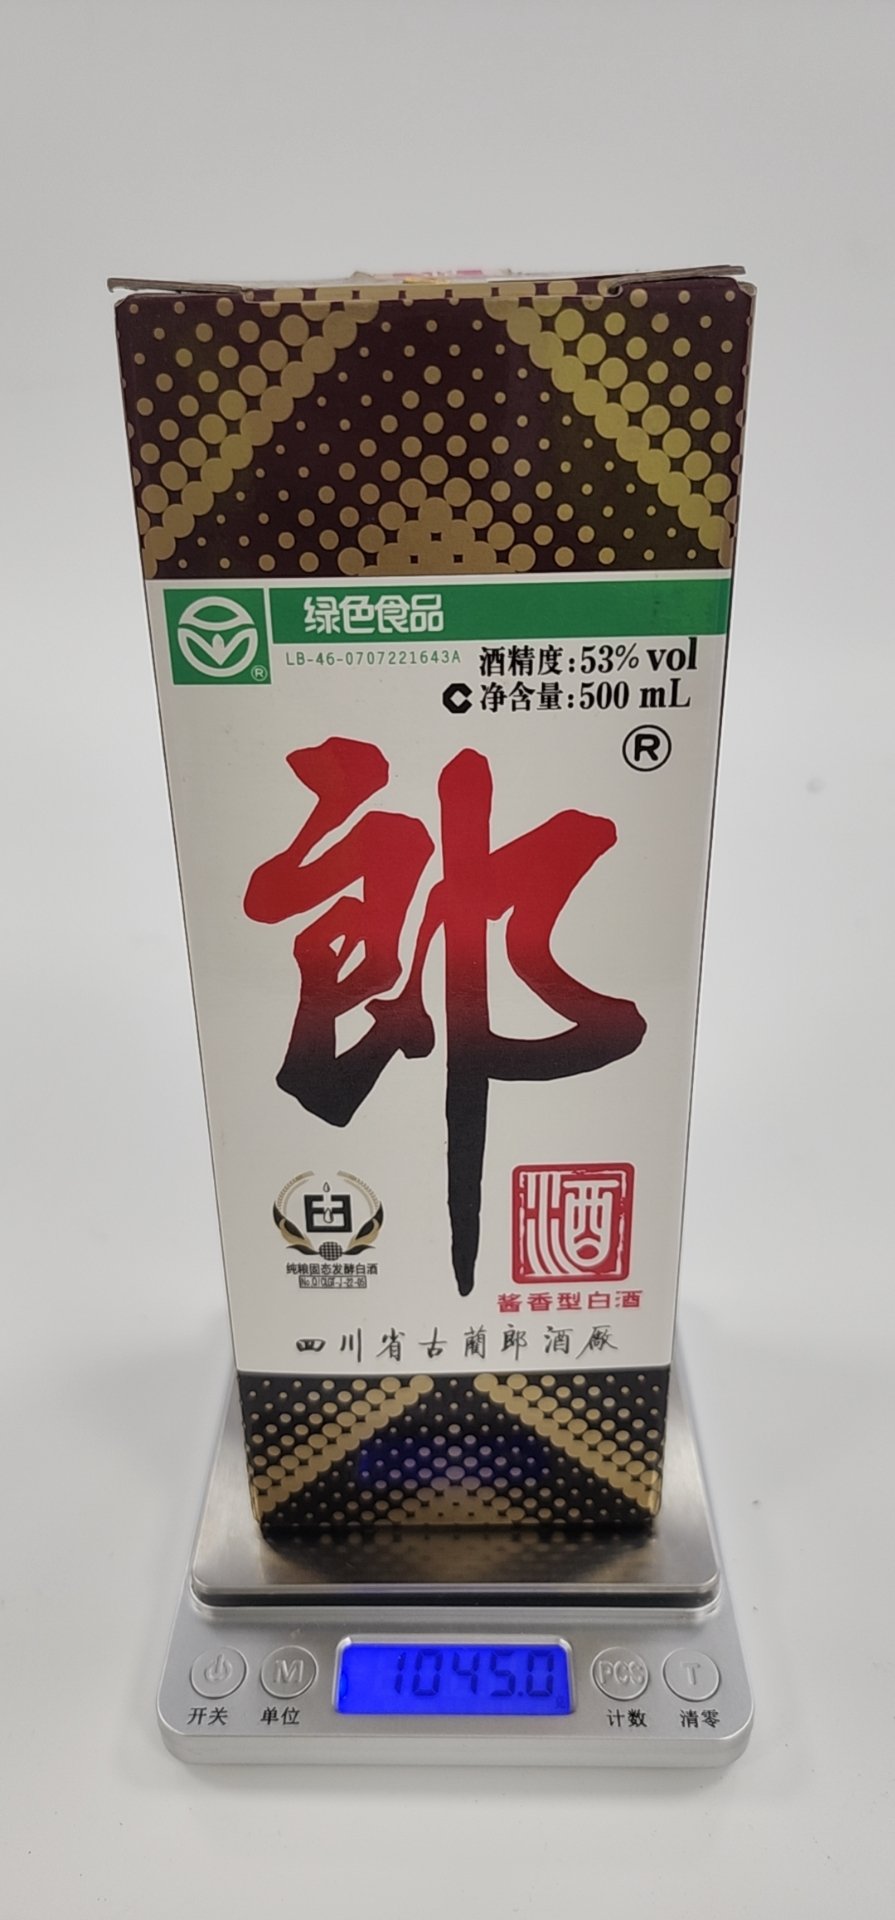 绿色食品
®
LB-46-0707221643A
酒精度:53% vol
净含量:500 mL
®
郎
酒
纯粮固态发酵白酒
酱香型白酒
四川省古蔺郎酒廠
1045.0
M
PCS
T
开关
单位
计数
清零